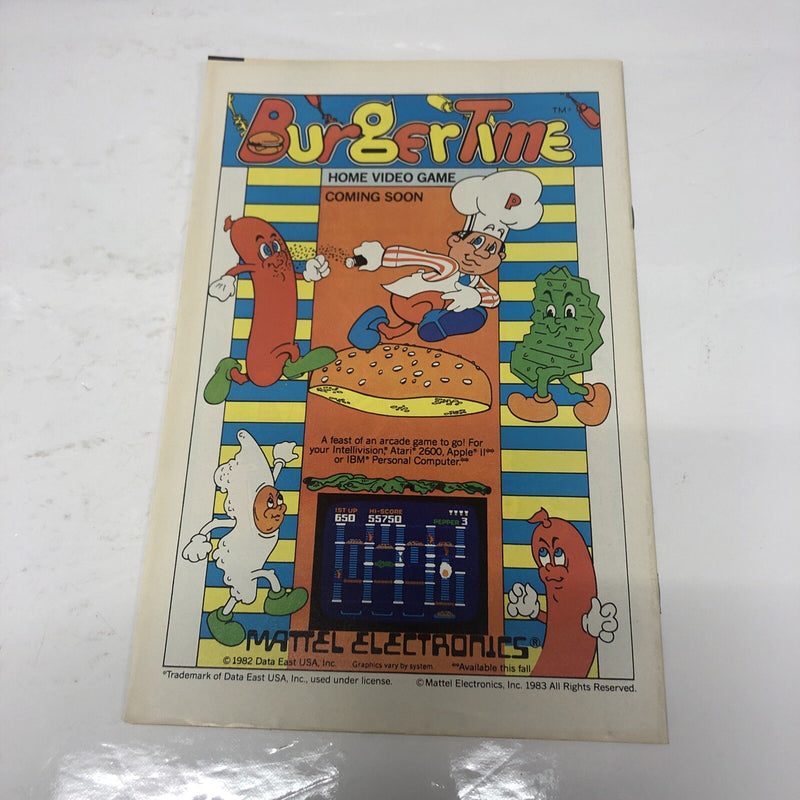 BurgerTime TM*
HOME VIDEO GAME
COMING SOON
P
A feast of an arcade game to go! For
your Intellivision,® Atari® 2600, Apple® II**
or IBM® Personal Computer.**
1ST UP HI-SCORE
650 55750 PEPPER 3
MATTEL ELECTRONICS®
©1982 Data East USA, Inc. Graphics vary by system. **Available this fall.
*Trademark of Data East USA, Inc., used under license. ©Mattel Electronics, Inc. 1983 All Rights Reserved.